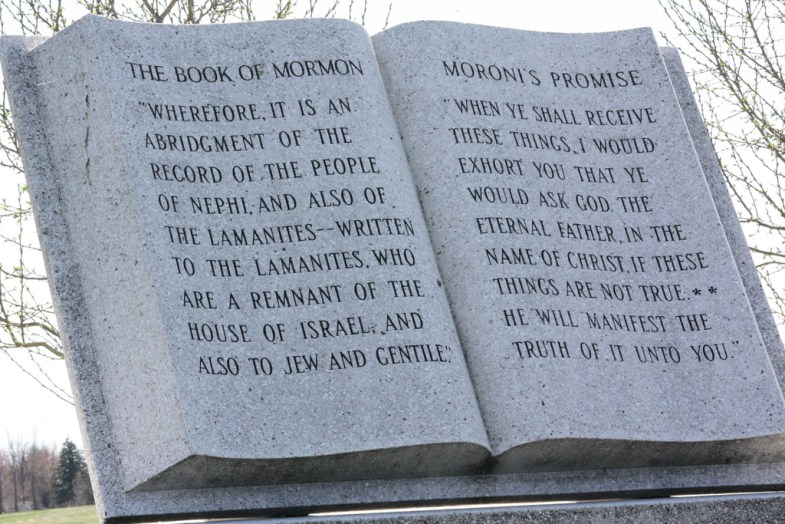 THE BOOK OF MORMON
"WHEREFORE, IT IS AN
ABRIDGMENT OF THE
RECORD OF THE PEOPLE
OF NEPHI, AND ALSO OF
THE LAMANITES--WRITTEN
TO THE LAMANITES, WHO
ARE A REMNANT OF THE
HOUSE OF ISRAEL; AND
ALSO TO JEW AND GENTILE."
MORONI'S PROMISE
"WHEN YE SHALL RECEIVE
THESE THINGS, I WOULD
EXHORT YOU THAT YE
WOULD ASK GOD, THE
ETERNAL FATHER, IN THE
NAME OF CHRIST, IF THESE
THINGS ARE NOT TRUE; **
HE WILL MANIFEST THE
TRUTH OF IT UNTO YOU."